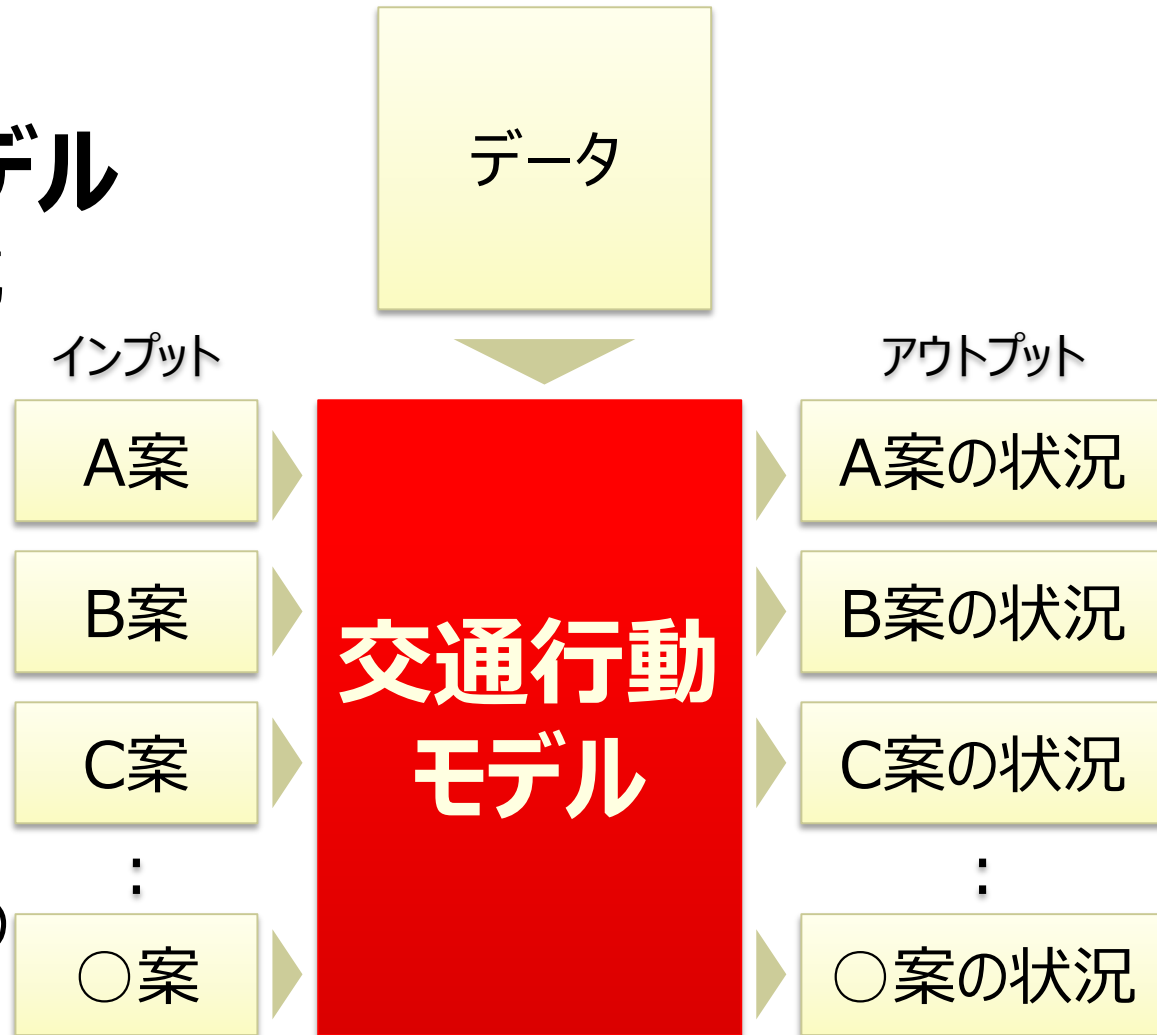 デル
データ
インプット
アウトプット
A案
A案の状況
B案
B案の状況
交通行動
モデル
C案
C案の状況
:
:
○案
○案の状況